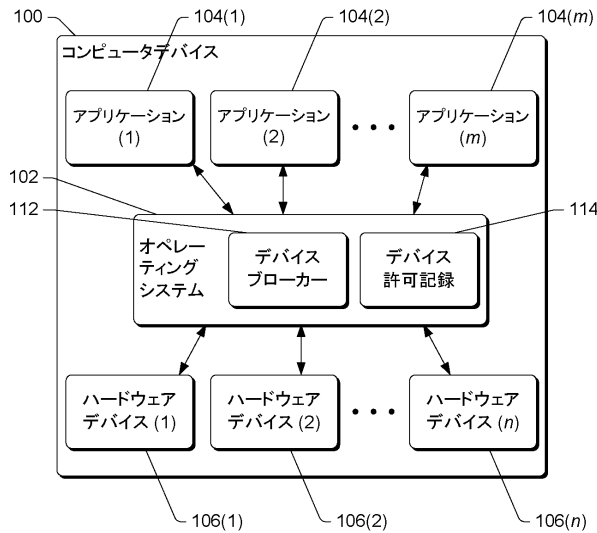 100
104(1)
104(2)
104(m)
コンピュータデバイス
アプリケーション
(1)
アプリケーション
(2)
アプリケーション
(m)
102
112
114
オペレー
ティング
システム
デバイス
ブローカー
デバイス
許可記録
ハードウェア
デバイス (1)
ハードウェア
デバイス (2)
ハードウェア
デバイス (n)
106(1)
106(2)
106(n)